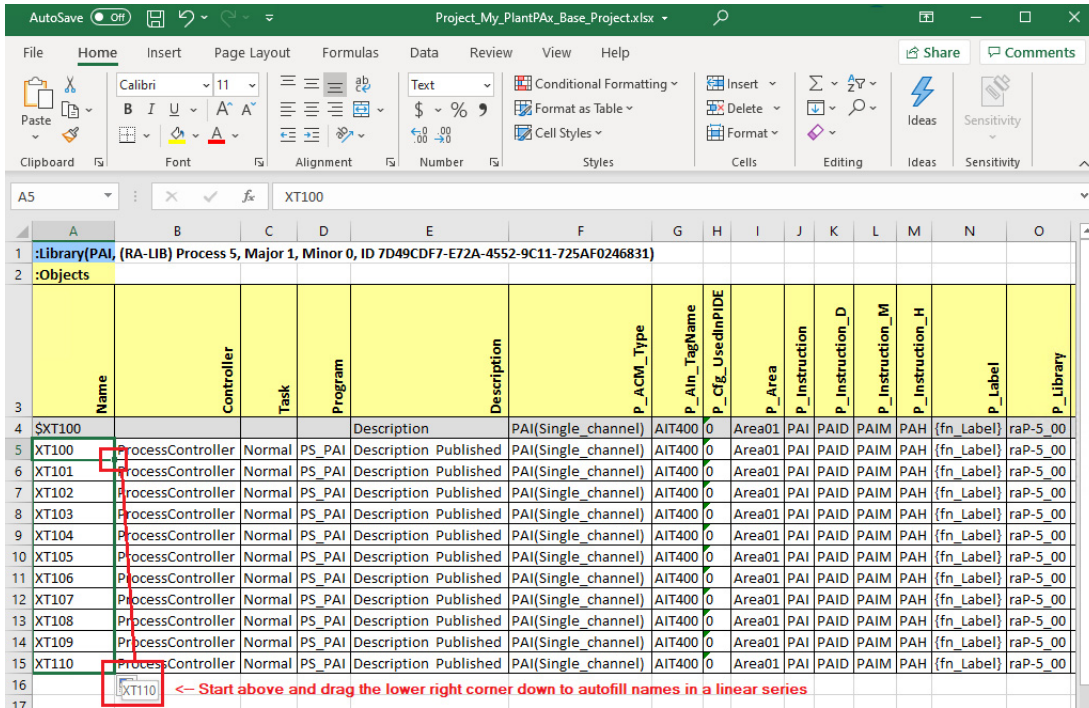 AutoSave Off Project_My_PlantPAx_Base_Project.xlsx
File Home Insert Page Layout Formulas Data Review View Help Share Comments
Paste Calibri 11 B I U A A A ab Text $ % 9 .00 .00 Conditional Formatting Format as Table Cell Styles Insert Delete Format Ideas Sensitivity
Clipboard Font Alignment Number Styles Cells Editing Ideas Sensitivity
A5 fx XT100
A B C D E F G H I J K L M N O
1 :Library(PAI, (RA-LIB) Process 5, Major 1, Minor 0, ID 7D49CDF7-E72A-4552-9C11-725AF0246831)
2 :Objects
3 Name Controller Task Program Description P_ACM_Type P_AIn_TagName P_Cfg_UsedInPIDE P_Area P_Instruction P_Instruction_D P_Instruction_M P_Instruction_H P_Label P_Library
4 $XT100 Description PAI(Single_channel) AIT400 0 Area01 PAI PAID PAIM PAH {fn_Label} raP-5_00
5 XT100 ProcessController Normal PS_PAI Description Published PAI(Single_channel) AIT400 0 Area01 PAI PAID PAIM PAH {fn_Label} raP-5_00
6 XT101 ProcessController Normal PS_PAI Description Published PAI(Single_channel) AIT400 0 Area01 PAI PAID PAIM PAH {fn_Label} raP-5_00
7 XT102 ProcessController Normal PS_PAI Description Published PAI(Single_channel) AIT400 0 Area01 PAI PAID PAIM PAH {fn_Label} raP-5_00
8 XT103 ProcessController Normal PS_PAI Description Published PAI(Single_channel) AIT400 0 Area01 PAI PAID PAIM PAH {fn_Label} raP-5_00
9 XT104 ProcessController Normal PS_PAI Description Published PAI(Single_channel) AIT400 0 Area01 PAI PAID PAIM PAH {fn_Label} raP-5_00
10 XT105 ProcessController Normal PS_PAI Description Published PAI(Single_channel) AIT400 0 Area01 PAI PAID PAIM PAH {fn_Label} raP-5_00
11 XT106 ProcessController Normal PS_PAI Description Published PAI(Single_channel) AIT400 0 Area01 PAI PAID PAIM PAH {fn_Label} raP-5_00
12 XT107 ProcessController Normal PS_PAI Description Published PAI(Single_channel) AIT400 0 Area01 PAI PAID PAIM PAH {fn_Label} raP-5_00
13 XT108 ProcessController Normal PS_PAI Description Published PAI(Single_channel) AIT400 0 Area01 PAI PAID PAIM PAH {fn_Label} raP-5_00
14 XT109 ProcessController Normal PS_PAI Description Published PAI(Single_channel) AIT400 0 Area01 PAI PAID PAIM PAH {fn_Label} raP-5_00
15 XT110 ProcessController Normal PS_PAI Description Published PAI(Single_channel) AIT400 0 Area01 PAI PAID PAIM PAH {fn_Label} raP-5_00
16 XT110 <-- Start above and drag the lower right corner down to autofill names in a linear series
17